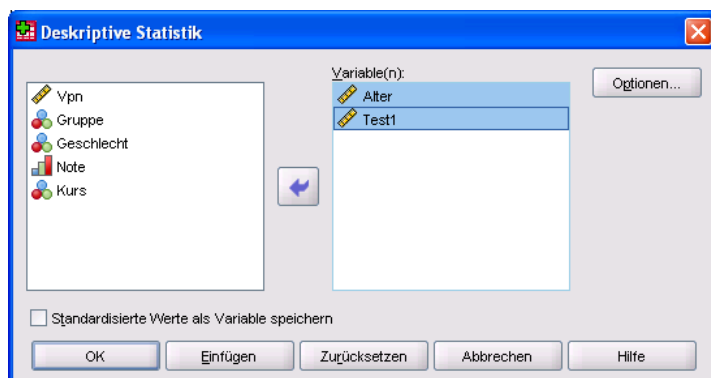 Deskriptive Statistik
Variable(n):
Vpn
Gruppe
Geschlecht
Note
Kurs
Alter
Test1
Optionen...
Standardisierte Werte als Variable speichern
OK
Einfügen
Zurücksetzen
Abbrechen
Hilfe